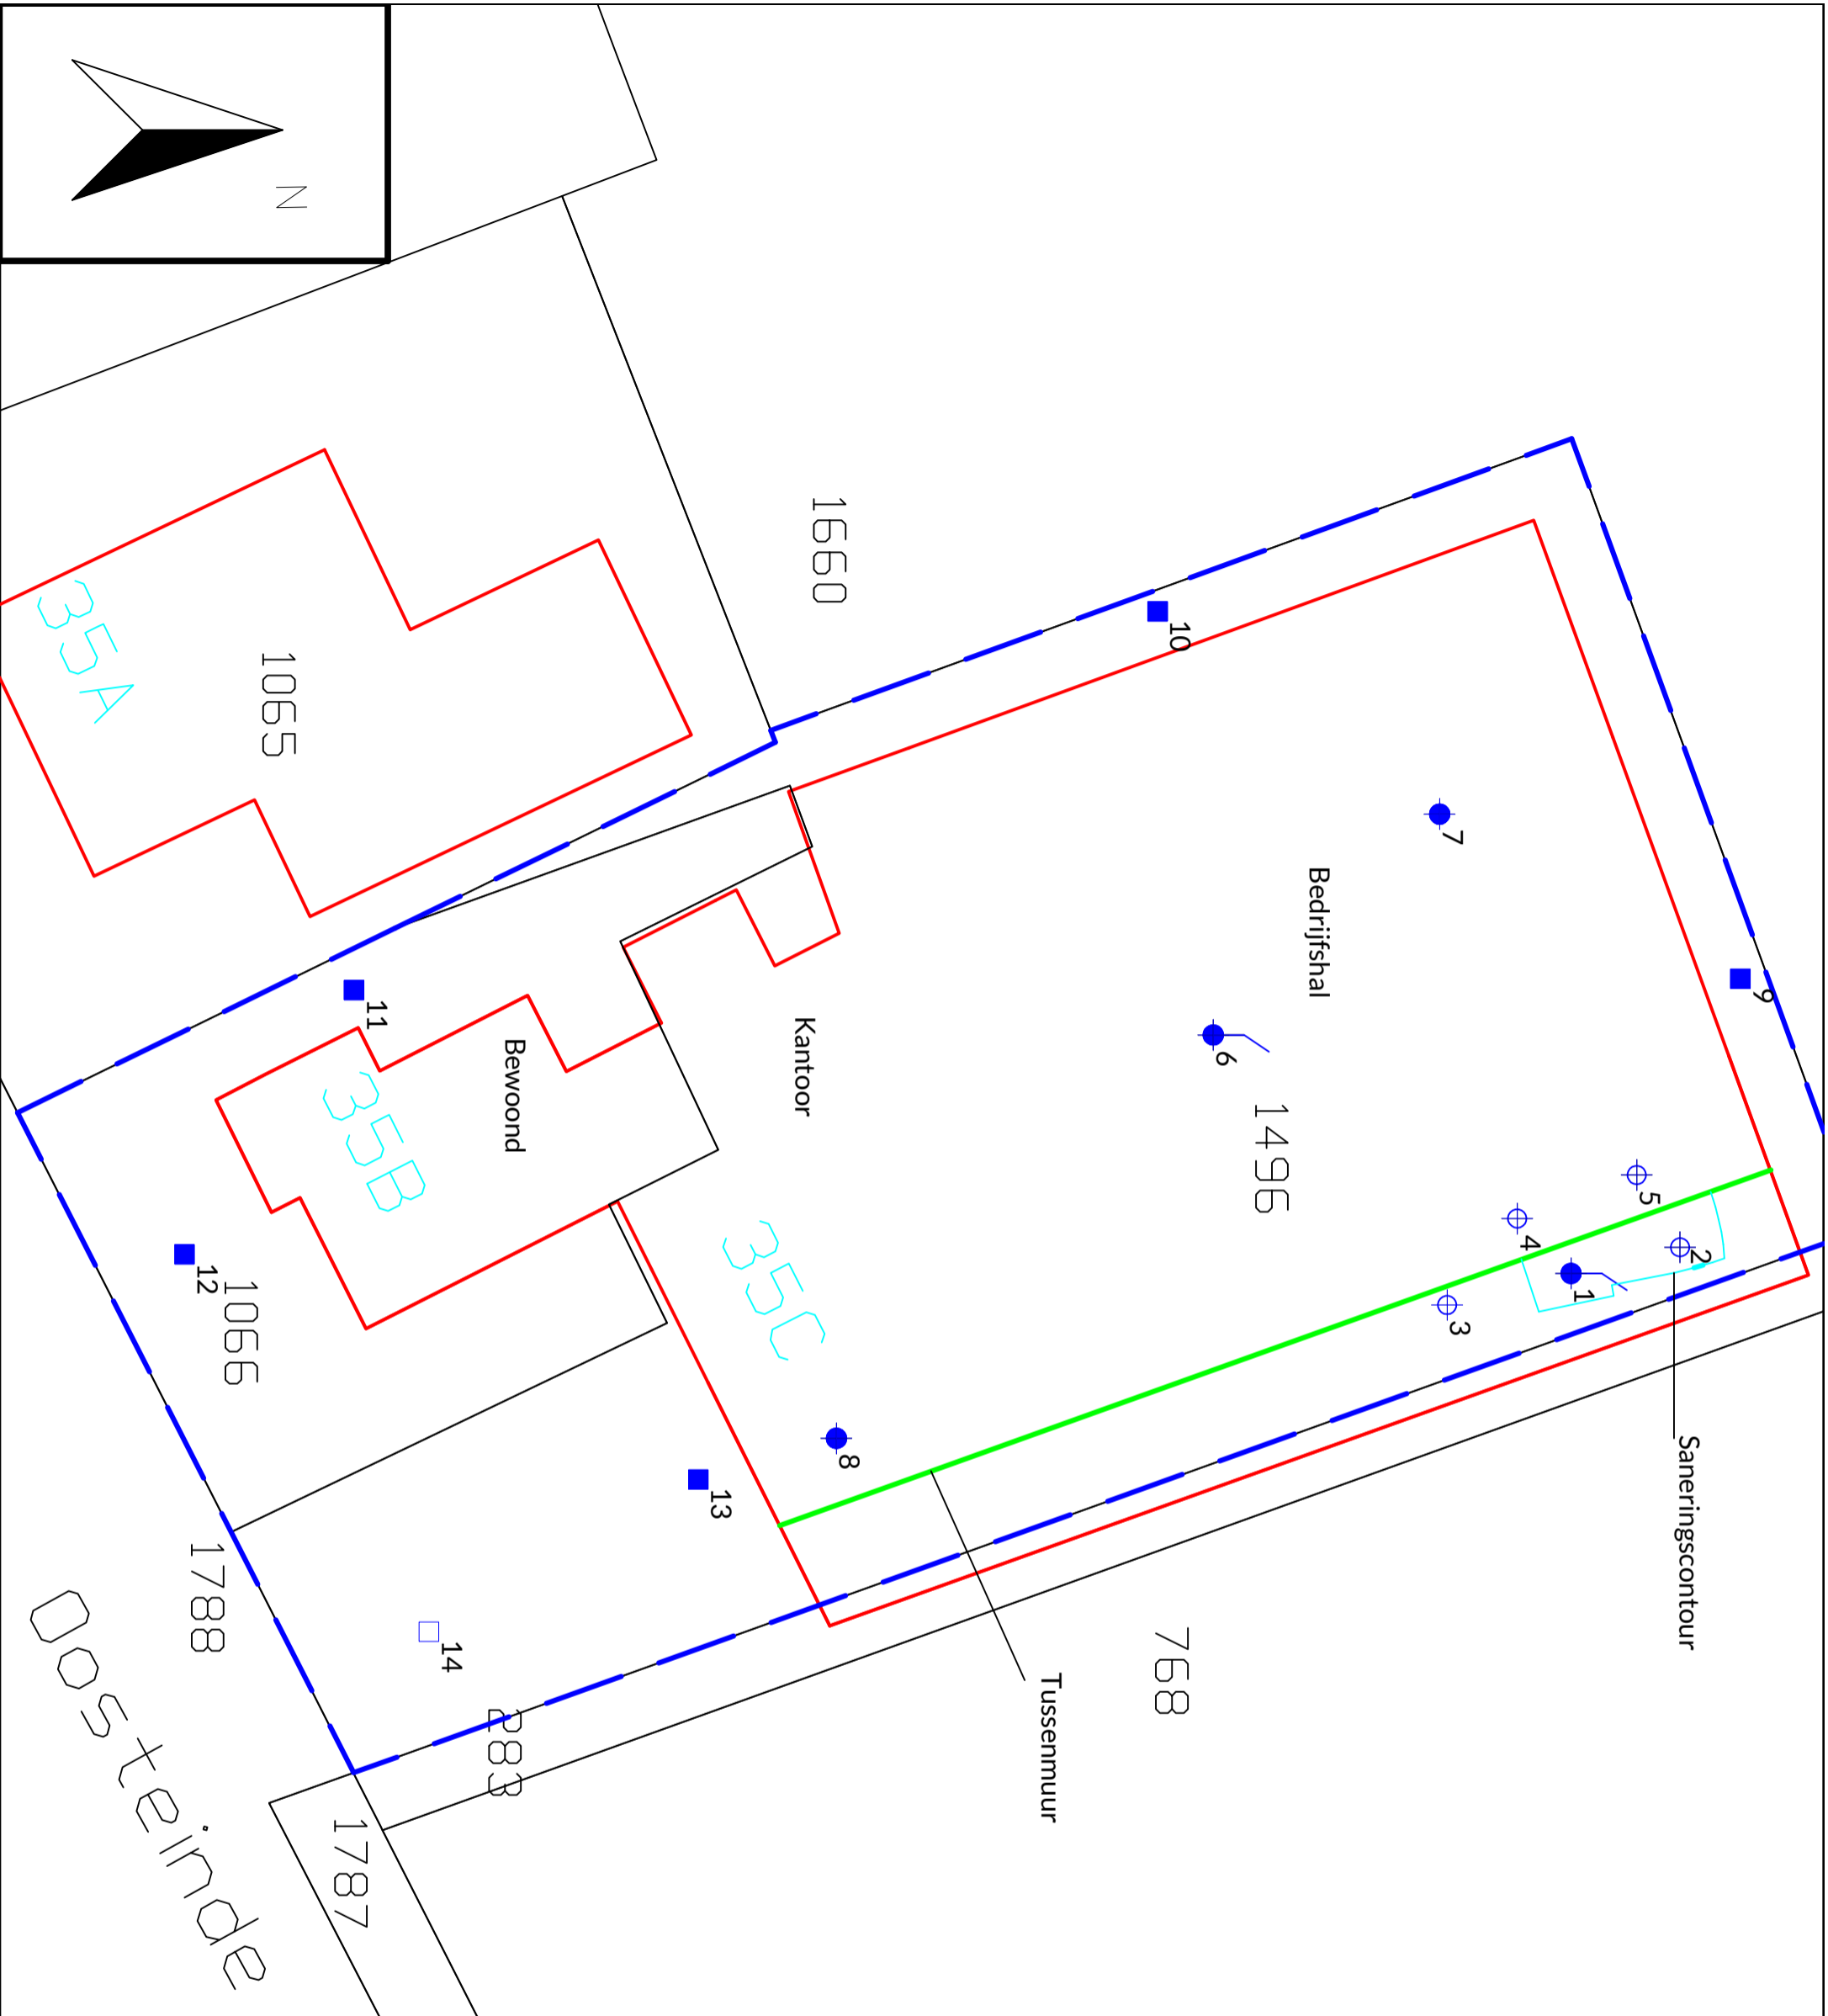 N
1660
10
35A
1065
7
Bedrijfshal
9
6
11
Bewoond
Kantoor
35B
1496
5
4
2
1
3
12
1066
35C
8
13
Saneringscontour
1788
14
768
Tussenmuur
283
1787
Oosteinde